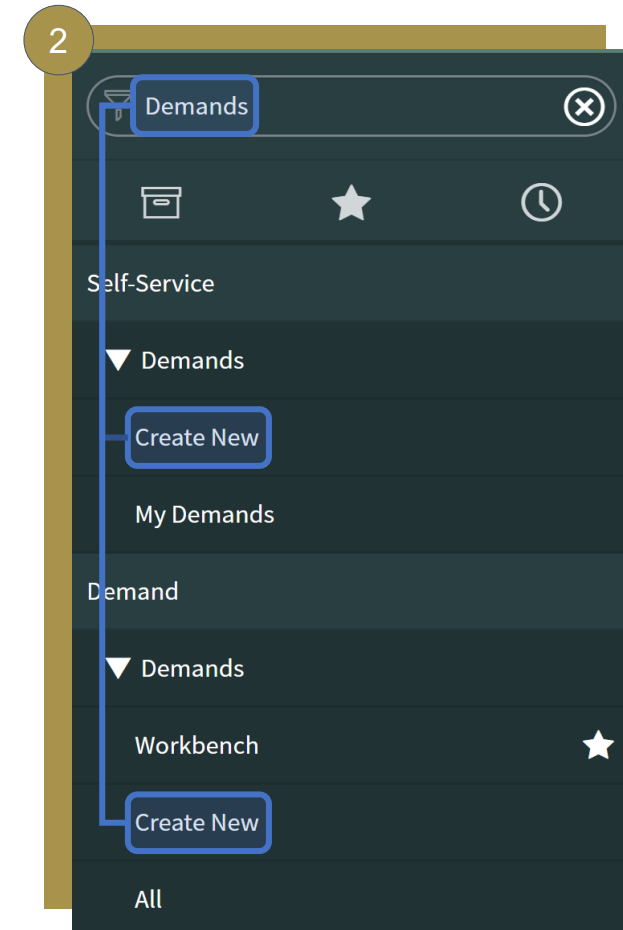 2
Demands
Self-Service
Demands
Create New
My Demands
Demand
Demands
Workbench
Create New
All